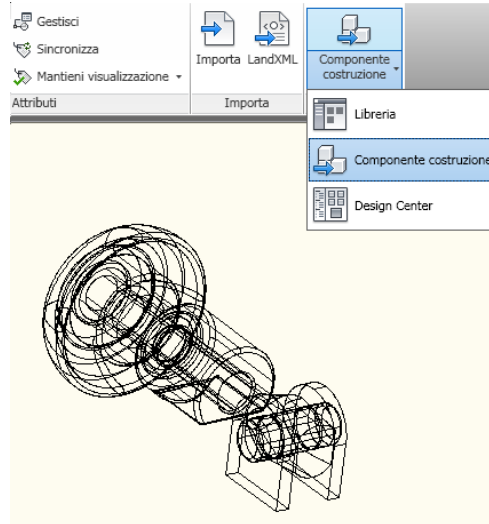 Gestisci
Sincronizza
Mantieni visualizzazione
Attributi
Importa LandXML
Importa
Componente
costruzione
Libreria
Componente costruzione
Design Center